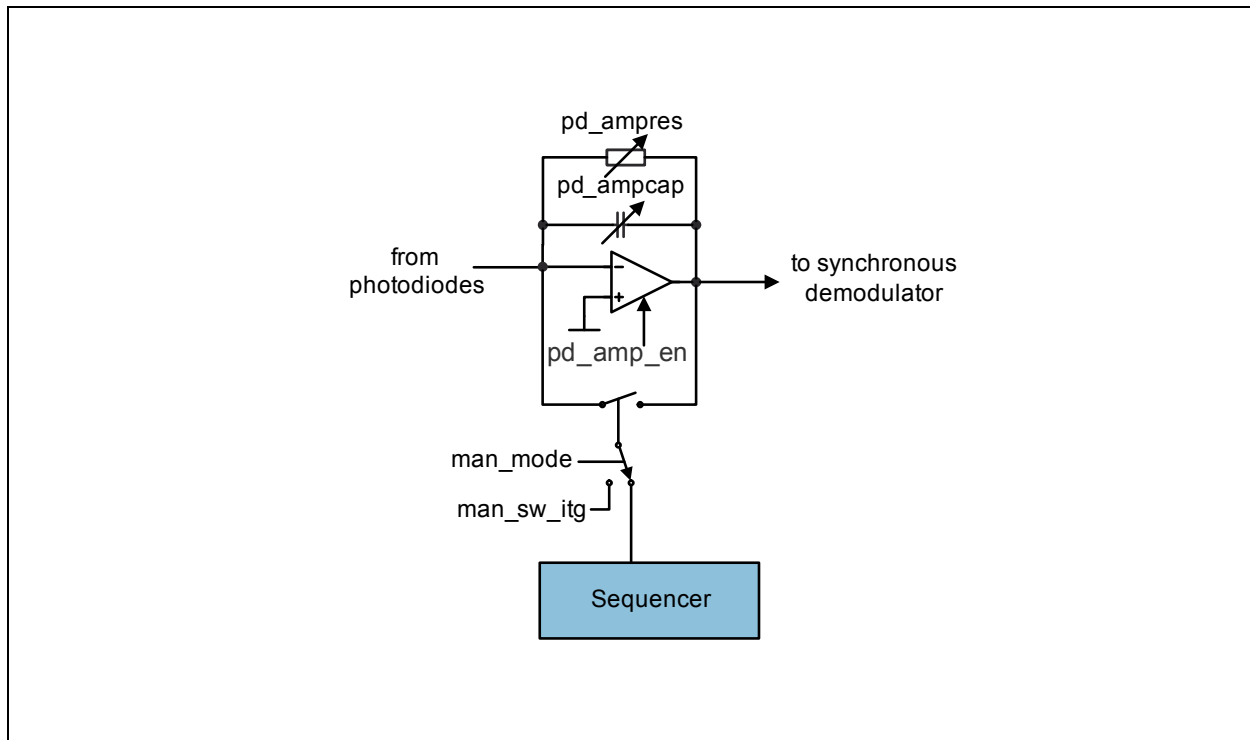 pd_ampres
pd_ampcap
from
photodiodes
to synchronous
demodulator
pd_amp_en
man_mode
man_sw_itg
Sequencer